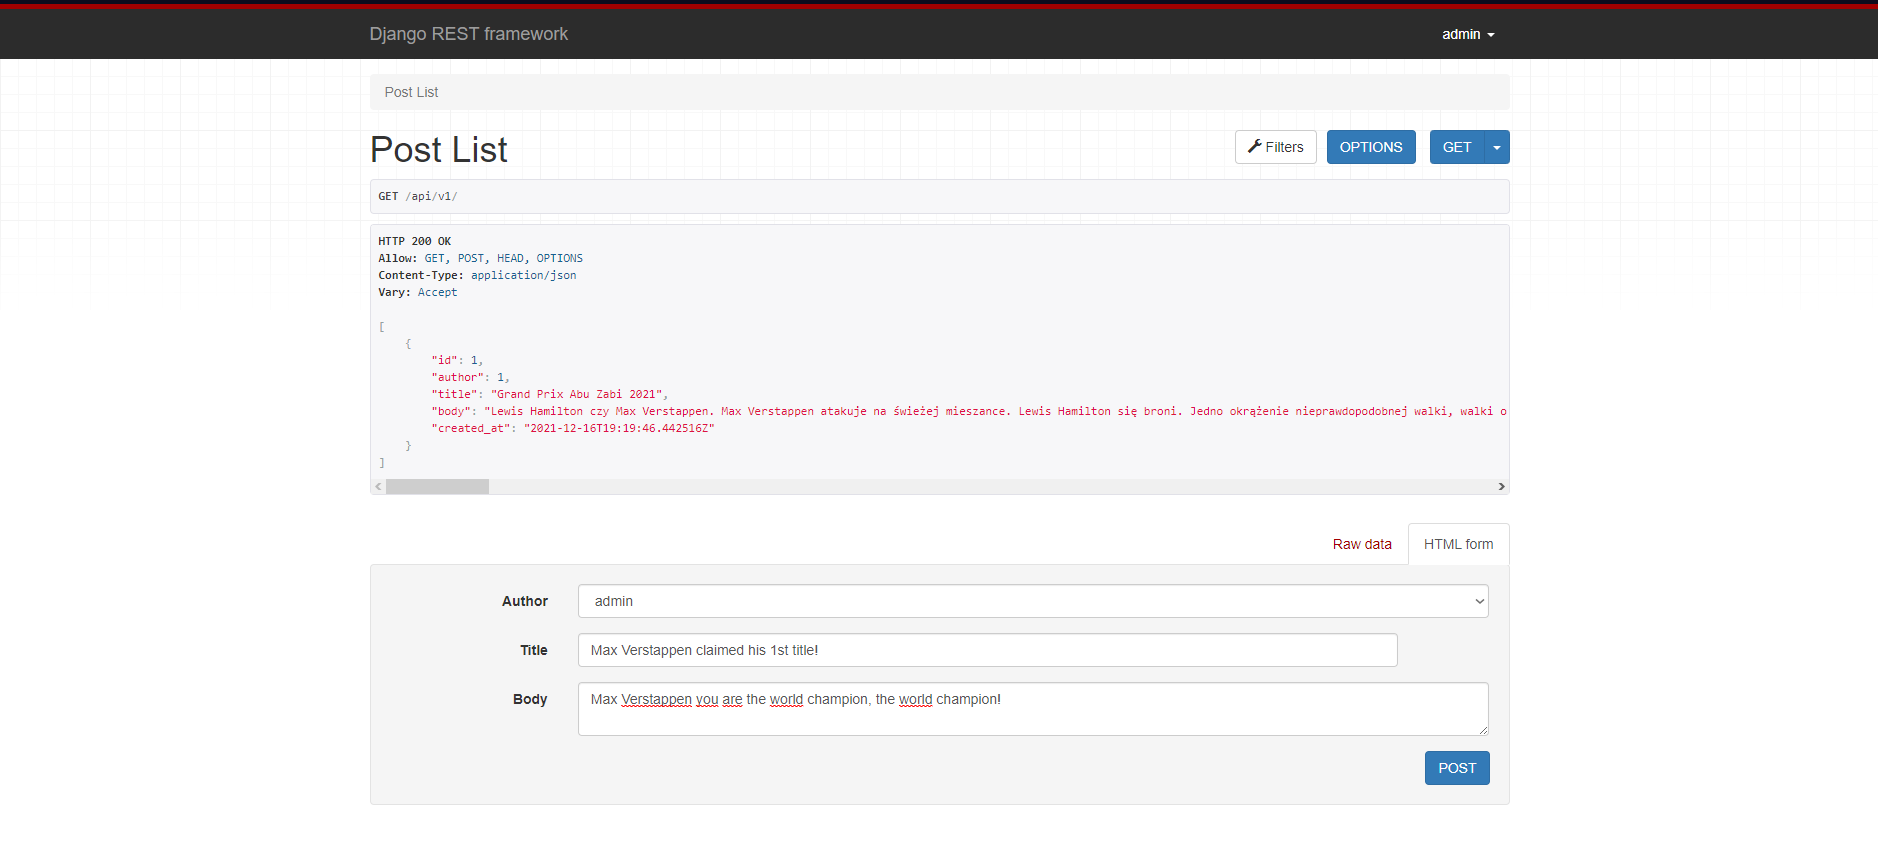 Django REST framework
admin
Post List
Post List
Filters
OPTIONS
GET
GET /api/v1/
HTTP 200 OK
Allow: GET, POST, HEAD, OPTIONS
Content-Type: application/json
Vary: Accept
[
{
"id": 1,
"author": 1,
"title": "Grand Prix Abu Zabi 2021",
"body": "Lewis Hamilton czy Max Verstappen. Max Verstappen atakuje na świeżej mieszance. Lewis Hamilton się broni. Jedno okrążenie nieprawdopodobnej walki, walki o
"created_at": "2021-12-16T19:19:46.442516Z"
}
]
Raw data
HTML form
Author
admin
Title
Max Verstappen claimed his 1st title!
Body
Max Verstappen you are the world champion, the world champion!
POST